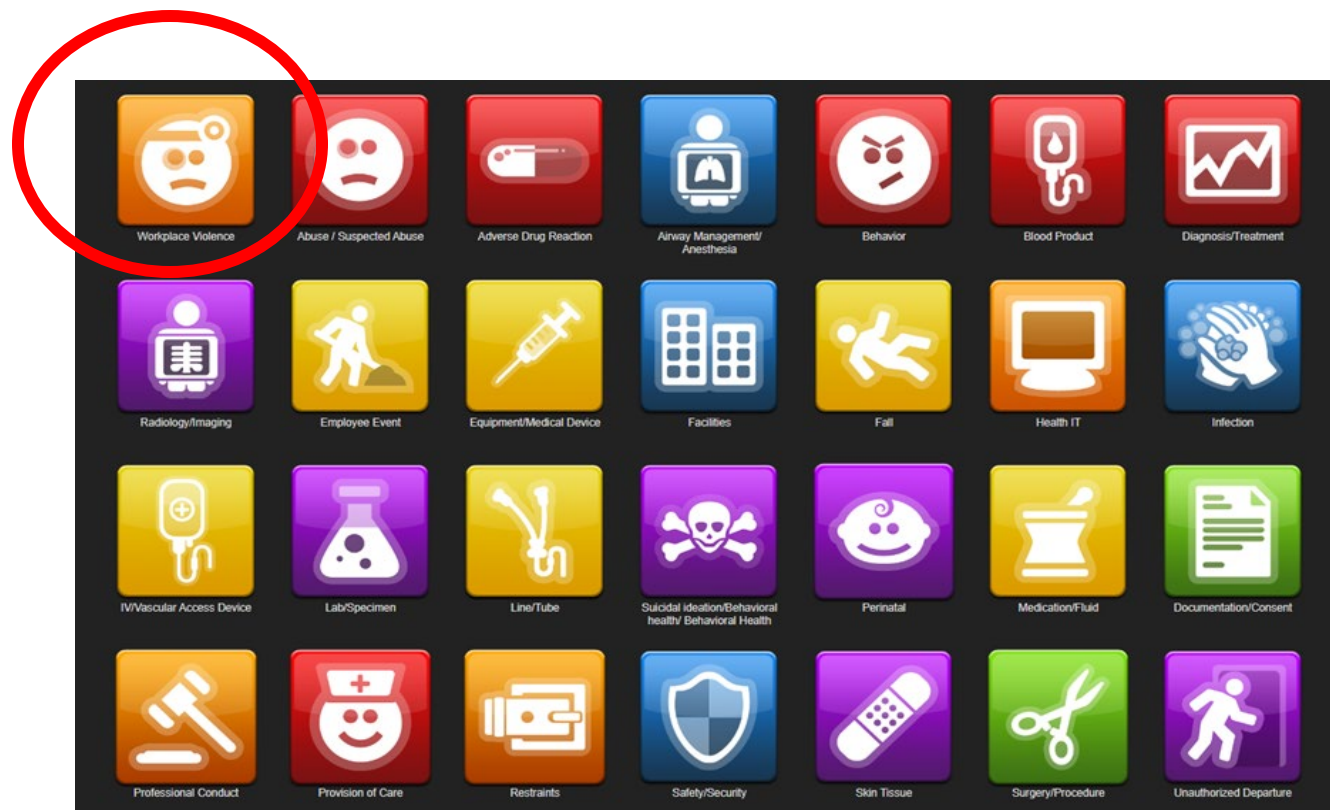 Workplace Violence
Abuse / Suspected Abuse
Adverse Drug Reaction
Airway Management/
Anesthesia
Behavior
Blood Product
Diagnosis/Treatment
Radiology/Imaging
Employee Event
Equipment/Medical Device
Facilities
Fall
Health IT
Infection
IV/Vascular Access Device
Lab/Specimen
Line/Tube
Suicidal ideation/Behavioral
health/ Behavioral Health
Perinatal
Medication/Fluid
Documentation/Consent
Professional Conduct
Provision of Care
Restraints
Safety/Security
Skin Tissue
Surgery/Procedure
Unauthorized Departure